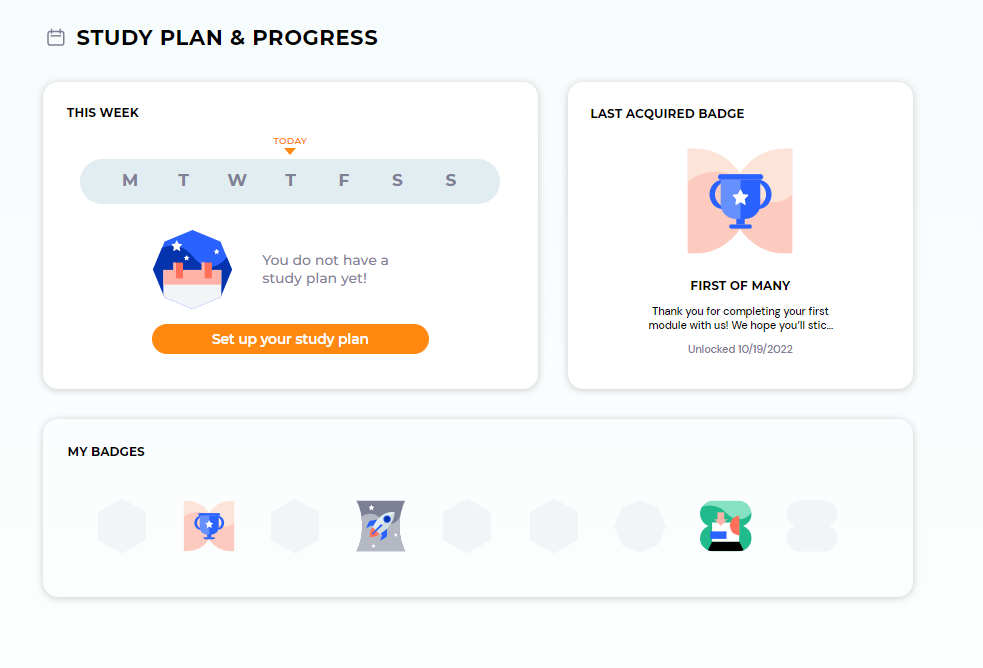 STUDY PLAN & PROGRESS
THIS WEEK
TODAY
M T W T F S S
You do not have a
study plan yet!
Set up your study plan
LAST ACQUIRED BADGE
FIRST OF MANY
Thank you for completing your first
module with us! We hope you'll stic...
Unlocked 10/19/2022
MY BADGES